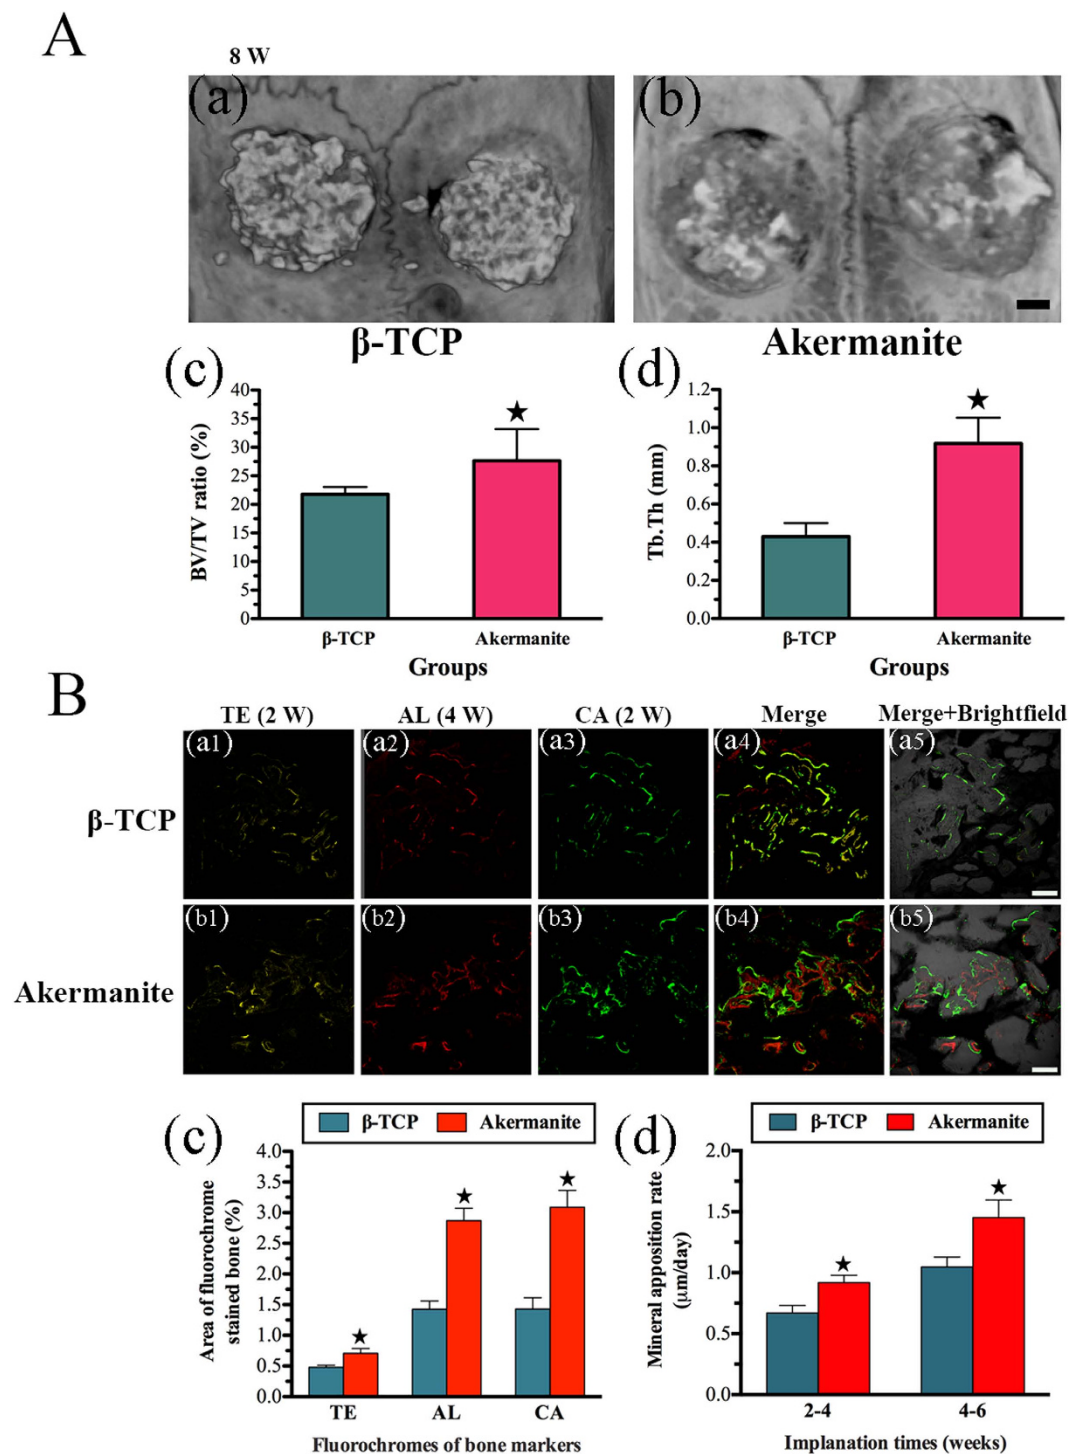 A
8 W
(a)
(b)
β-TCP
Akermanite
(c)
BV/TV ratio (%)
40
35
30
25
20
15
10
5
0
★
β-TCP
Akermanite
Groups
(d)
Tb.Th (mm)
1.2
1.0
0.8
0.6
0.4
0.2
0.0
★
β-TCP
Akermanite
Groups
B
TE (2 W)
AL (4 W)
CA (2 W)
Merge
Merge+Brightfield
β-TCP
(a1)
(a2)
(a3)
(a4)
(a5)
Akermanite
(b1)
(b2)
(b3)
(b4)
(b5)
(c)
β-TCP
Akermanite
Area of fluorochrome
stained bone (%)
4.0
3.5
3.0
2.5
2.0
1.5
1.0
0.5
0.0
★
★
★
TE
AL
CA
Fluorochromes of bone markers
(d)
β-TCP
Akermanite
Mineral apposition rate
(μm/day)
2.0
1.5
1.0
0.5
0.0
★
★
2-4
4-6
Implanation times (weeks)